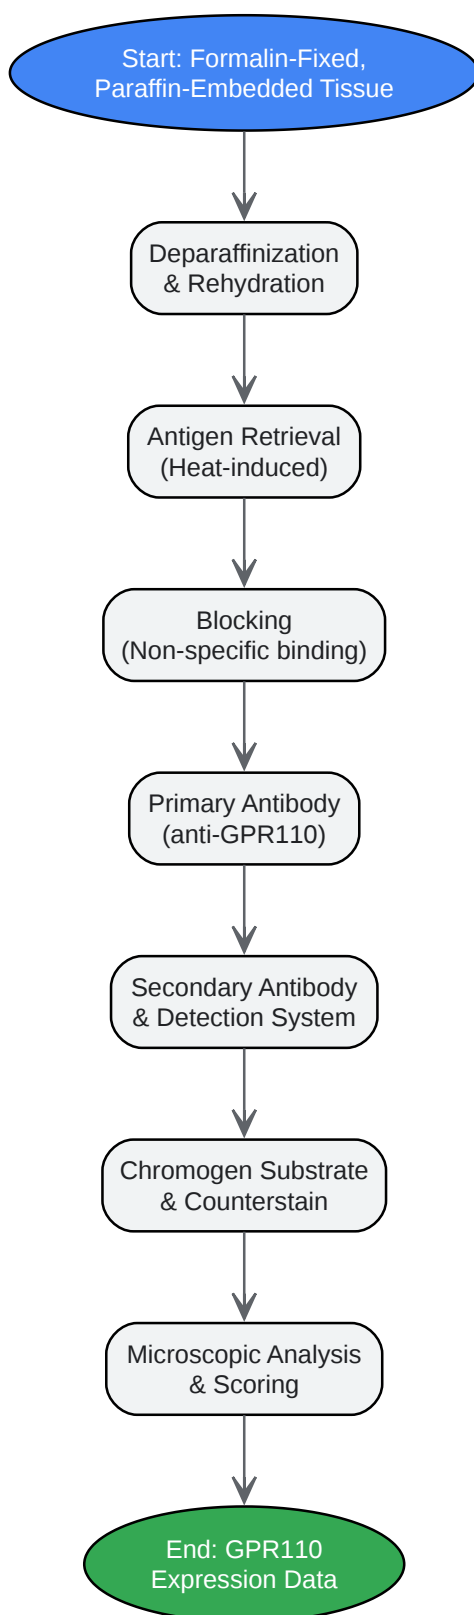 Start: Formalin-Fixed,
Paraffin-Embedded Tissue
Deparaffinization
& Rehydration
Antigen Retrieval
(Heat-induced)
Blocking
(Non-specific binding)
Primary Antibody
(anti-GPR110)
Secondary Antibody
& Detection System
Chromogen Substrate
& Counterstain
Microscopic Analysis
& Scoring
End: GPR110
Expression Data